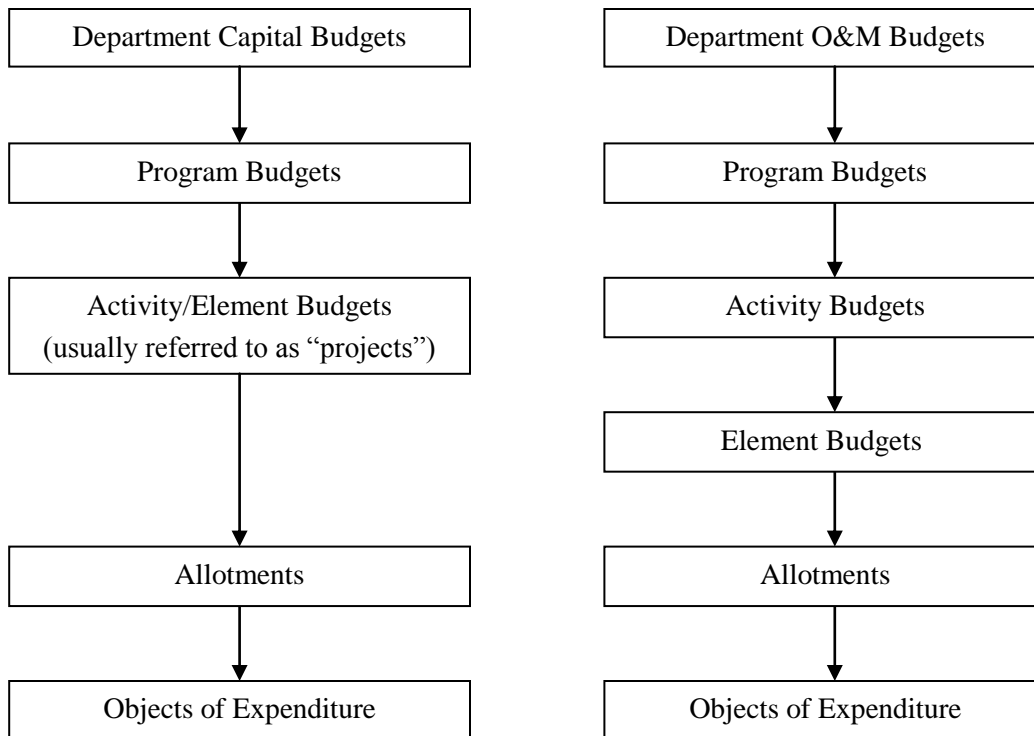 Department Capital Budgets
Program Budgets
Activity/Element Budgets
(usually referred to as “projects”)
Allotments
Objects of Expenditure
Department O&M Budgets
Program Budgets
Activity Budgets
Element Budgets
Allotments
Objects of Expenditure